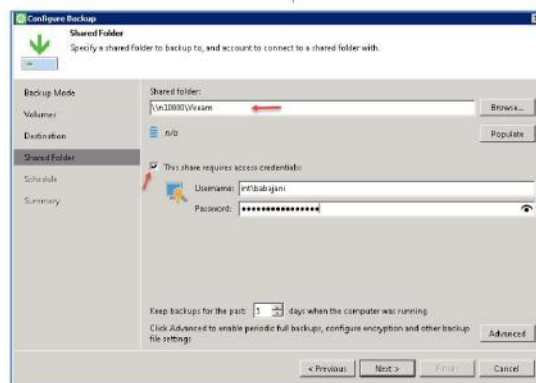 Configure Backup
Shared Folder
Specify a shared folder to backup to, and account to connect to a shared folder with.
Backup Mode
Volumes
Destination
Shared Folder
Schedule
Summary
Shared folder:
Browse...
n/a
Populate
This share requires access credentials:
Username: int\babajani
Password: ••••••••••••••••
Keep backups for the past: days when the computer was running
Click Advanced to enable periodic full backups, configure encryption and other backup
file settings
Advanced
< Previous
Next >
Finish
Cancel